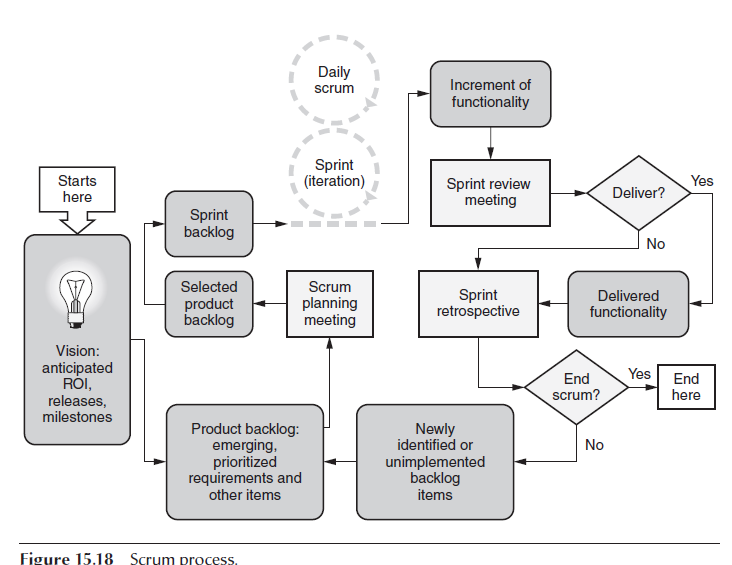 Daily
scrum
Sprint
(iteration)
Increment of
functionality
Sprint review
meeting
Deliver?
Yes
No
Starts
here
Sprint
backlog
Selected
product
backlog
Scrum
planning
meeting
Sprint
retrospective
Delivered
functionality
Vision:
anticipated
ROI,
releases,
milestones
End
scrum?
Yes
End
here
No
Product backlog:
emerging,
prioritized
requirements and
other items
Newly
identified or
unimplemented
backlog
items
Figure 15.18 Scrum process.